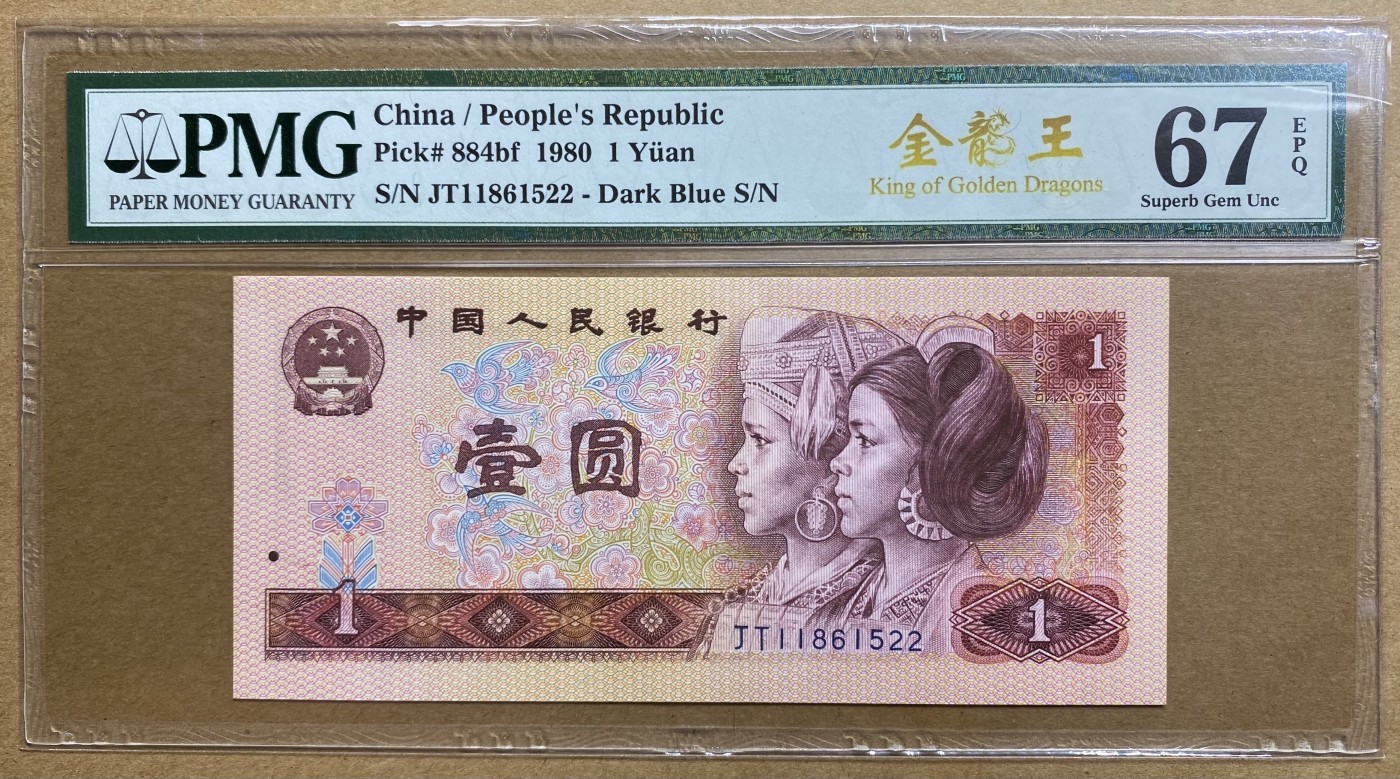 PMG
PAPER MONEY GUARANTY
China / People's Republic
Pick# 884bf 1980 1 Yüan
S/N JT11861522 - Dark Blue S/N
金龍王
King of Golden Dragons
67
EPQ
Superb Gem Unc
中国人民银行
1
壹圆
1
JT11861522
1